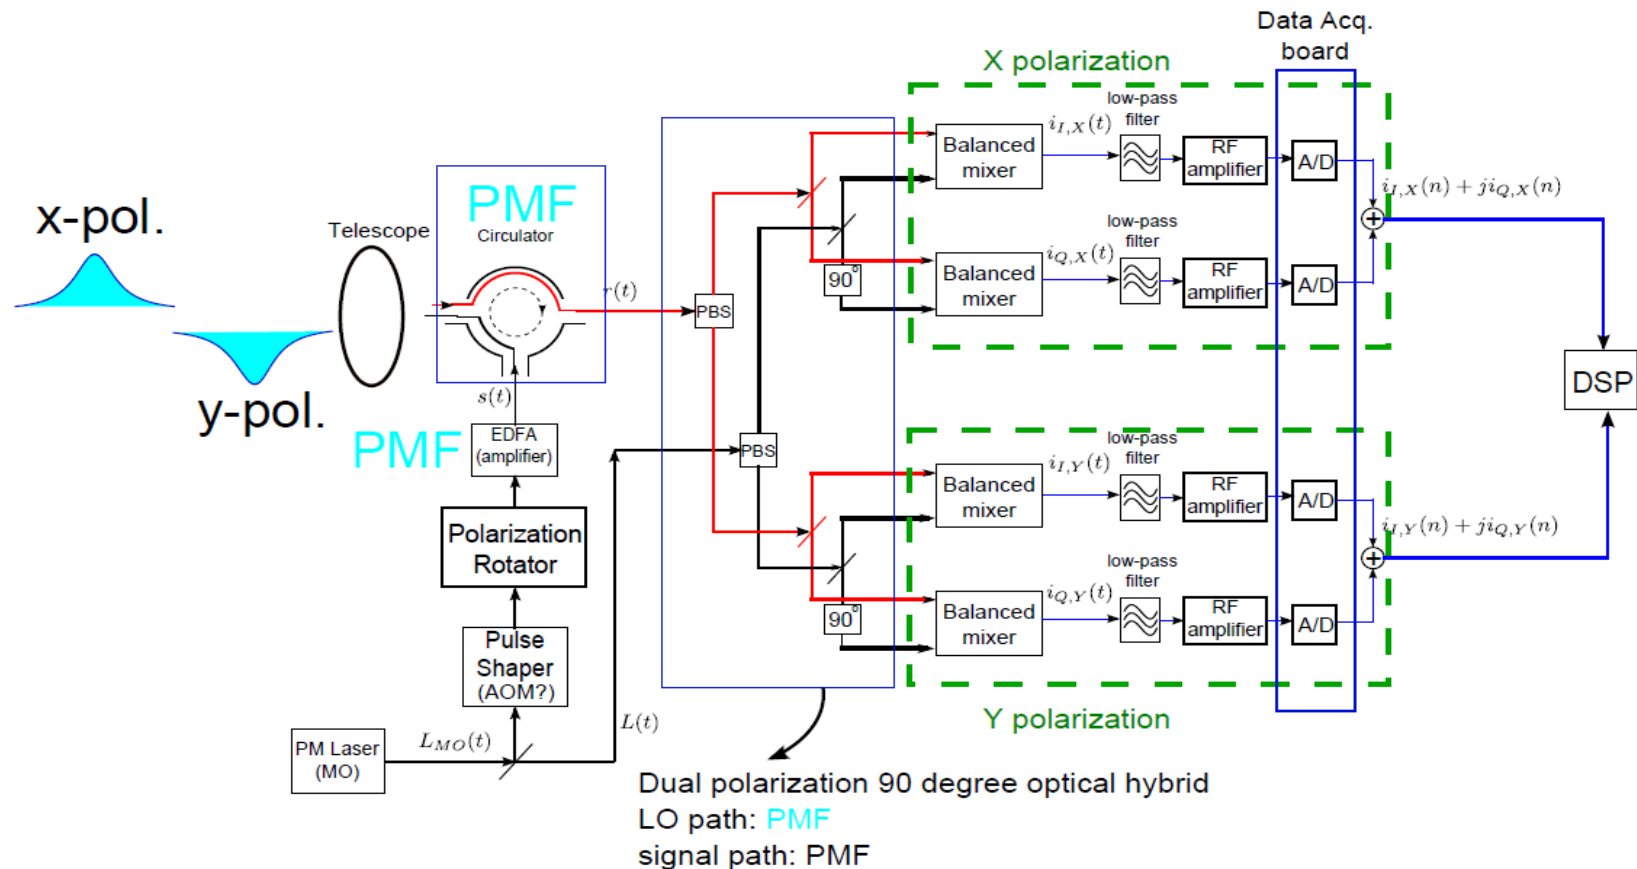 Data Acq.
board
X polarization
low-pass
filter
i_{I,X}(t)
Balanced
mixer
RF
amplifier
A/D
i_{I,X}(n) + ji_{Q,X}(n)
low-pass
filter
i_{Q,X}(t)
Balanced
mixer
RF
amplifier
A/D
90°
PMF
Circulator
x-pol.
Telescope
r(t)
PBS
y-pol.
s(t)
PMF
EDFA
(amplifier)
PBS
DSP
low-pass
filter
i_{I,Y}(t)
Balanced
mixer
RF
amplifier
A/D
i_{I,Y}(n) + ji_{Q,Y}(n)
Polarization
Rotator
low-pass
filter
i_{Q,Y}(t)
Balanced
mixer
RF
amplifier
A/D
90°
Pulse
Shaper
(AOM?)
Y polarization
L(t)
PM Laser
(MO)
L_{MO}(t)
Dual polarization 90 degree optical hybrid
LO path: PMF
signal path: PMF